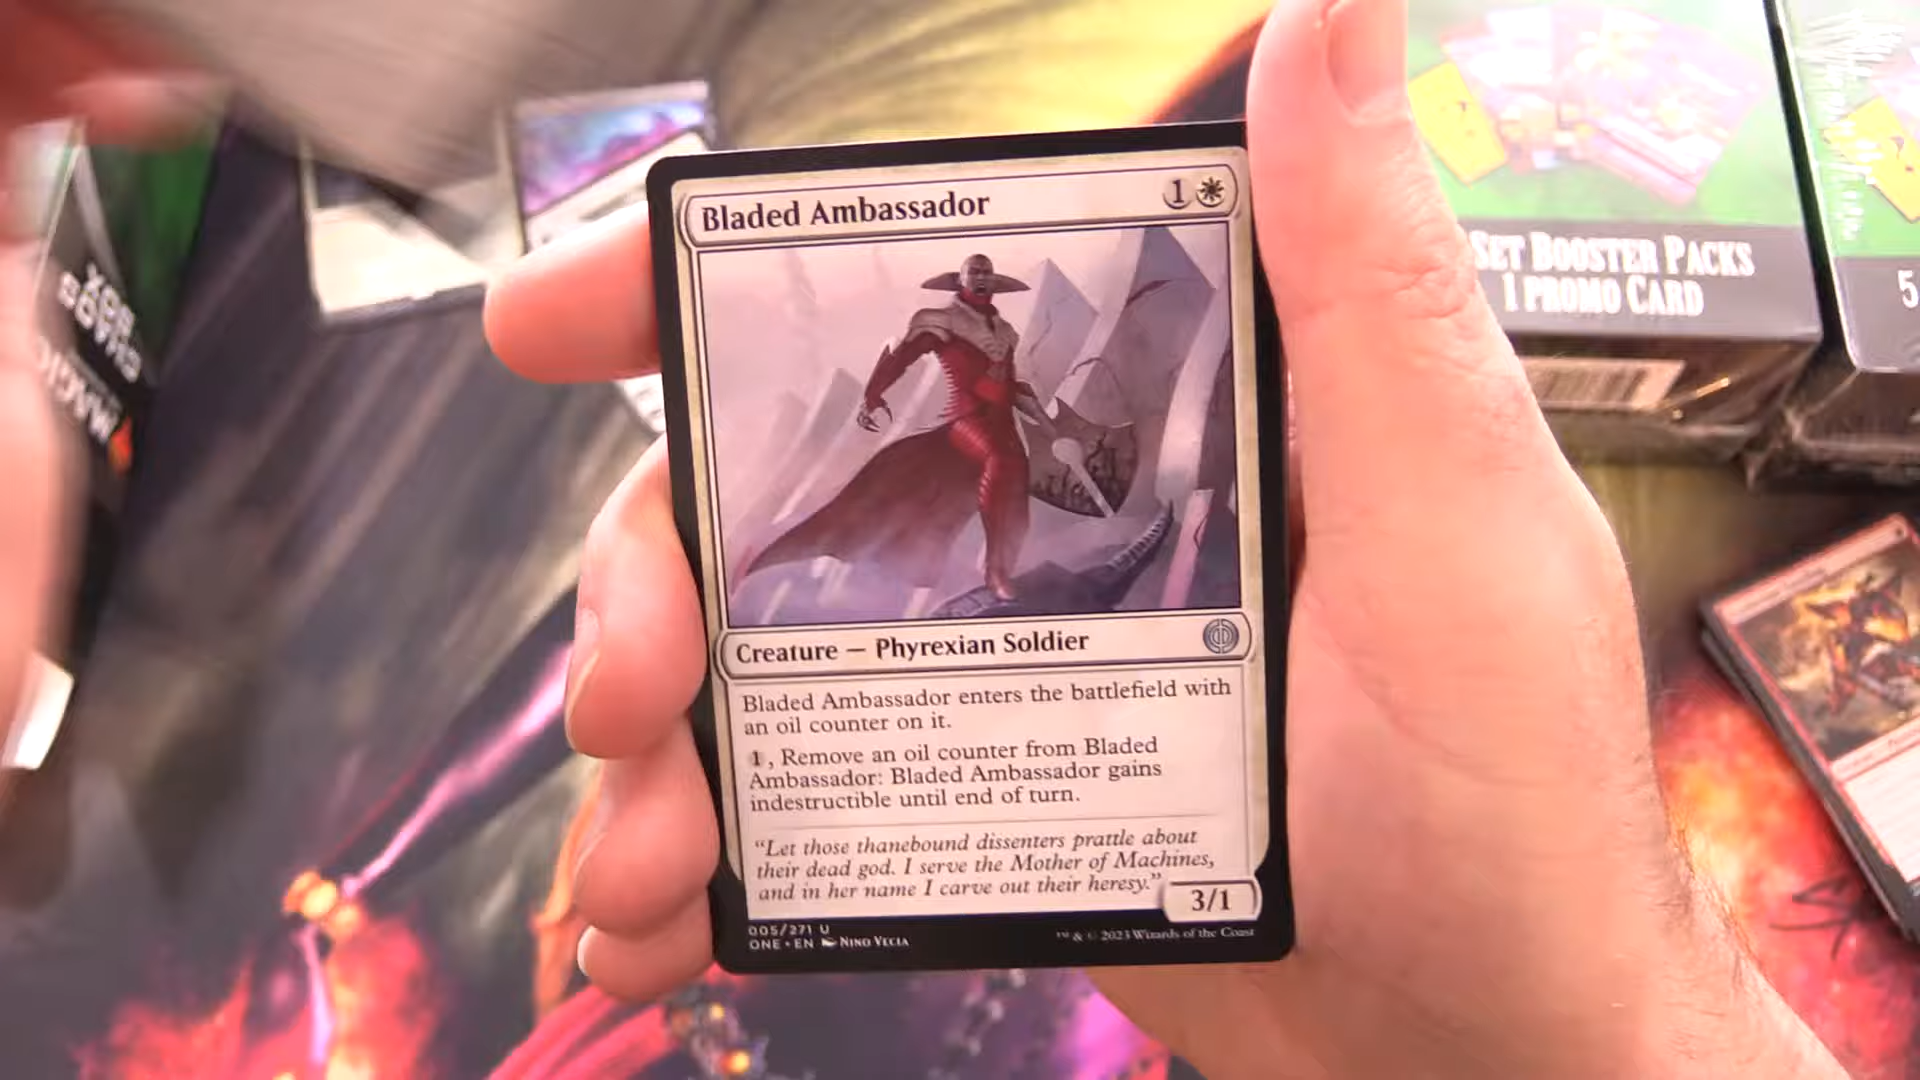 Bladed Ambassador 1
Creature — Phyrexian Soldier
Bladed Ambassador enters the battlefield with
an oil counter on it.
1, Remove an oil counter from Bladed
Ambassador: Bladed Ambassador gains
indestructible until end of turn.
“Let those thanebound dissenters prattle about
their dead god. I serve the Mother of Machines,
and in her name I carve out their heresy.”
3/1
005/271 U
ONE • EN Nino Vecia
™ & © 2023 Wizards of the Coast
SET BOOSTER PACKS
1 PROMO CARD
5